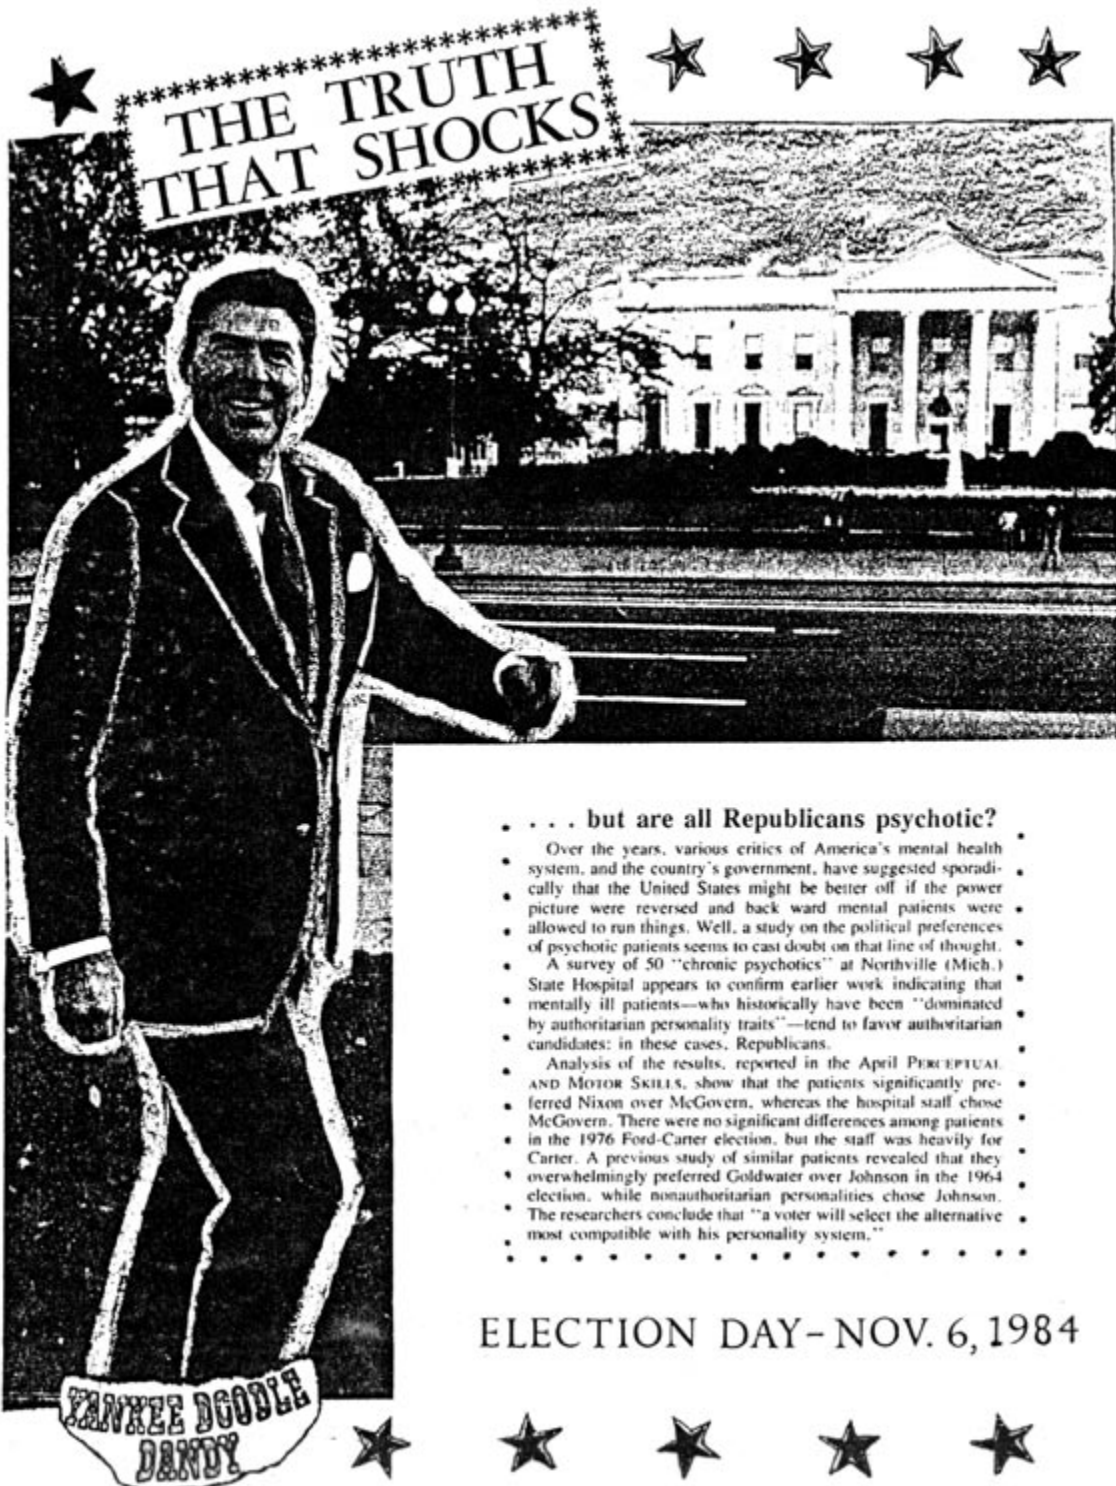 THE TRUTH
THAT SHOCKS
. . . but are all Republicans psychotic?
Over the years, various critics of America's mental health
system, and the country's government, have suggested sporadi-
cally that the United States might be better off if the power
picture were reversed and back ward mental patients were
allowed to run things. Well, a study on the political preferences
of psychotic patients seems to cast doubt on that line of thought.
A survey of 50 "chronic psychotics" at Northville (Mich.)
State Hospital appears to confirm earlier work indicating that
mentally ill patients—who historically have been "dominated
by authoritarian personality traits"—tend to favor authoritarian
candidates: in these cases, Republicans.
Analysis of the results, reported in the April PERCEPTUAL
AND MOTOR SKILLS, show that the patients significantly pre-
ferred Nixon over McGovern, whereas the hospital staff chose
McGovern. There were no significant differences among patients
in the 1976 Ford-Carter election, but the staff was heavily for
Carter. A previous study of similar patients revealed that they
overwhelmingly preferred Goldwater over Johnson in the 1964
election, while nonauthoritarian personalities chose Johnson.
The researchers conclude that "a voter will select the alternative
most compatible with his personality system."
ELECTION DAY-NOV. 6, 1984
YANKEE DOODLE
DANDY